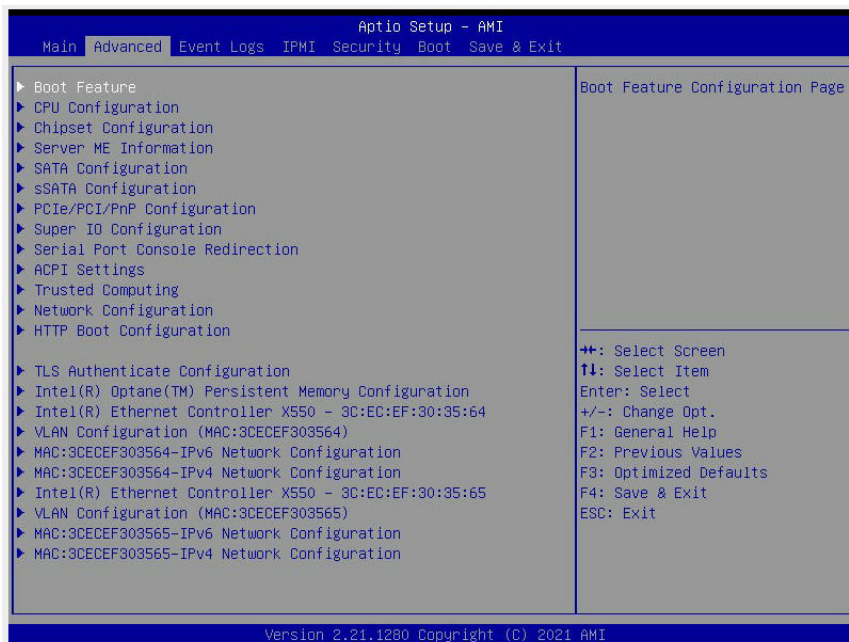 Aptio Setup – AMI
Main Advanced Event Logs IPMI Security Boot Save & Exit
▶ Boot Feature
▶ CPU Configuration
▶ Chipset Configuration
▶ Server ME Information
▶ SATA Configuration
▶ sSATA Configuration
▶ PCIe/PCI/PnP Configuration
▶ Super IO Configuration
▶ Serial Port Console Redirection
▶ ACPI Settings
▶ Trusted Computing
▶ Network Configuration
▶ HTTP Boot Configuration
▶ TLS Authenticate Configuration
▶ Intel(R) Optane(TM) Persistent Memory Configuration
▶ Intel(R) Ethernet Controller X550 – 3C:EC:EF:30:35:64
▶ VLAN Configuration (MAC:3CECEF303564)
▶ MAC:3CECEF303564-IPv6 Network Configuration
▶ MAC:3CECEF303564-IPv4 Network Configuration
▶ Intel(R) Ethernet Controller X550 – 3C:EC:EF:30:35:65
▶ VLAN Configuration (MAC:3CECEF303565)
▶ MAC:3CECEF303565-IPv6 Network Configuration
▶ MAC:3CECEF303565-IPv4 Network Configuration
Boot Feature Configuration Page
→←: Select Screen
↑↓: Select Item
Enter: Select
+/-: Change Opt.
F1: General Help
F2: Previous Values
F3: Optimized Defaults
F4: Save & Exit
ESC: Exit
Version 2.21.1280 Copyright (C) 2021 AMI